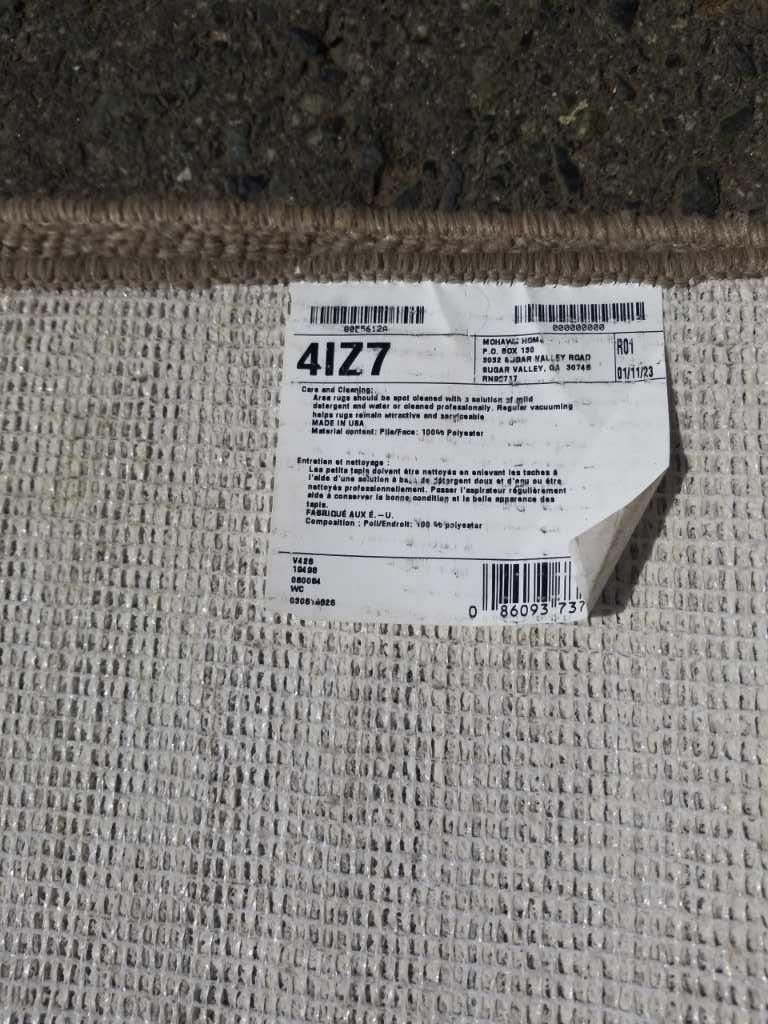 000000000
4IZ7
MOHAWK HOME
P.O. BOX 130
3032 SUGAR VALLEY ROAD
SUGAR VALLEY, GA 30746
R01
01/11/23
Care and Cleaning:
Area rugs should be spot cleaned with a solution of mild
detergent and water or cleaned professionally. Regular vacuuming
helps rugs remain attractive and serviceable
MADE IN USA
Material content: Pile/Face: 100% Polyester
Entretien et nettoyage :
Les petits tapis doivent être nettoyés en enlevant les taches à
l'aide d'une solution à base de détergent doux et d'eau ou être
nettoyés professionnellement. Passer l'aspirateur régulièrement
aide à conserver la bonne condition et la belle apparence des
tapis.
FABRIQUÉ AUX É.-U.
Composition : Poil/Endroit: 100 % polyester
V426
WC
0 86093 737